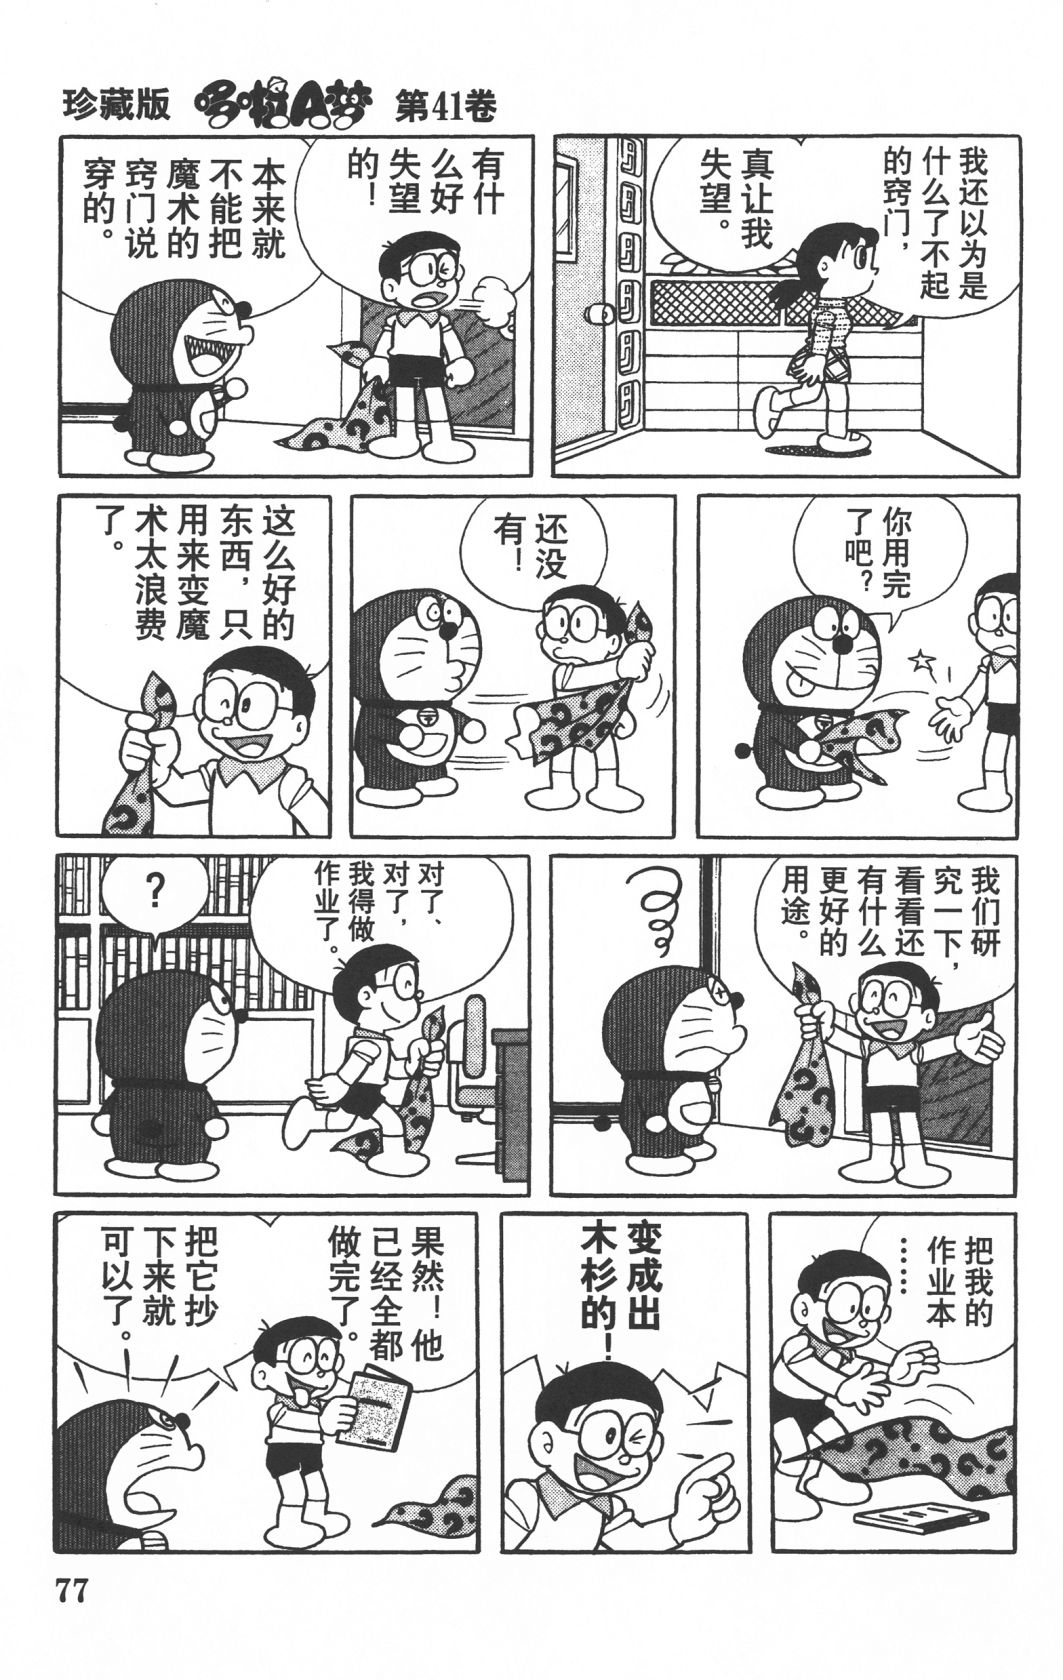 珍藏版 哆啦A梦 第41卷
我还以为是
什么了不起
的窍门，
真让我
失望。
有什
么好
失望
的！
本来就
不能把
魔术的
窍门说
穿的。
你用完
了吧？
还没
有！
这么好的
东西，只
用来变魔
术太浪费
了。
我们研
究一下，
看看还
有什么
更好的
用途。
对了、
对了，
我得做
作业了。
？
把我的
作业本
……
变成出
木杉的！
果然！他
已经全都
做完了。
把它抄
下来就
可以了。
77